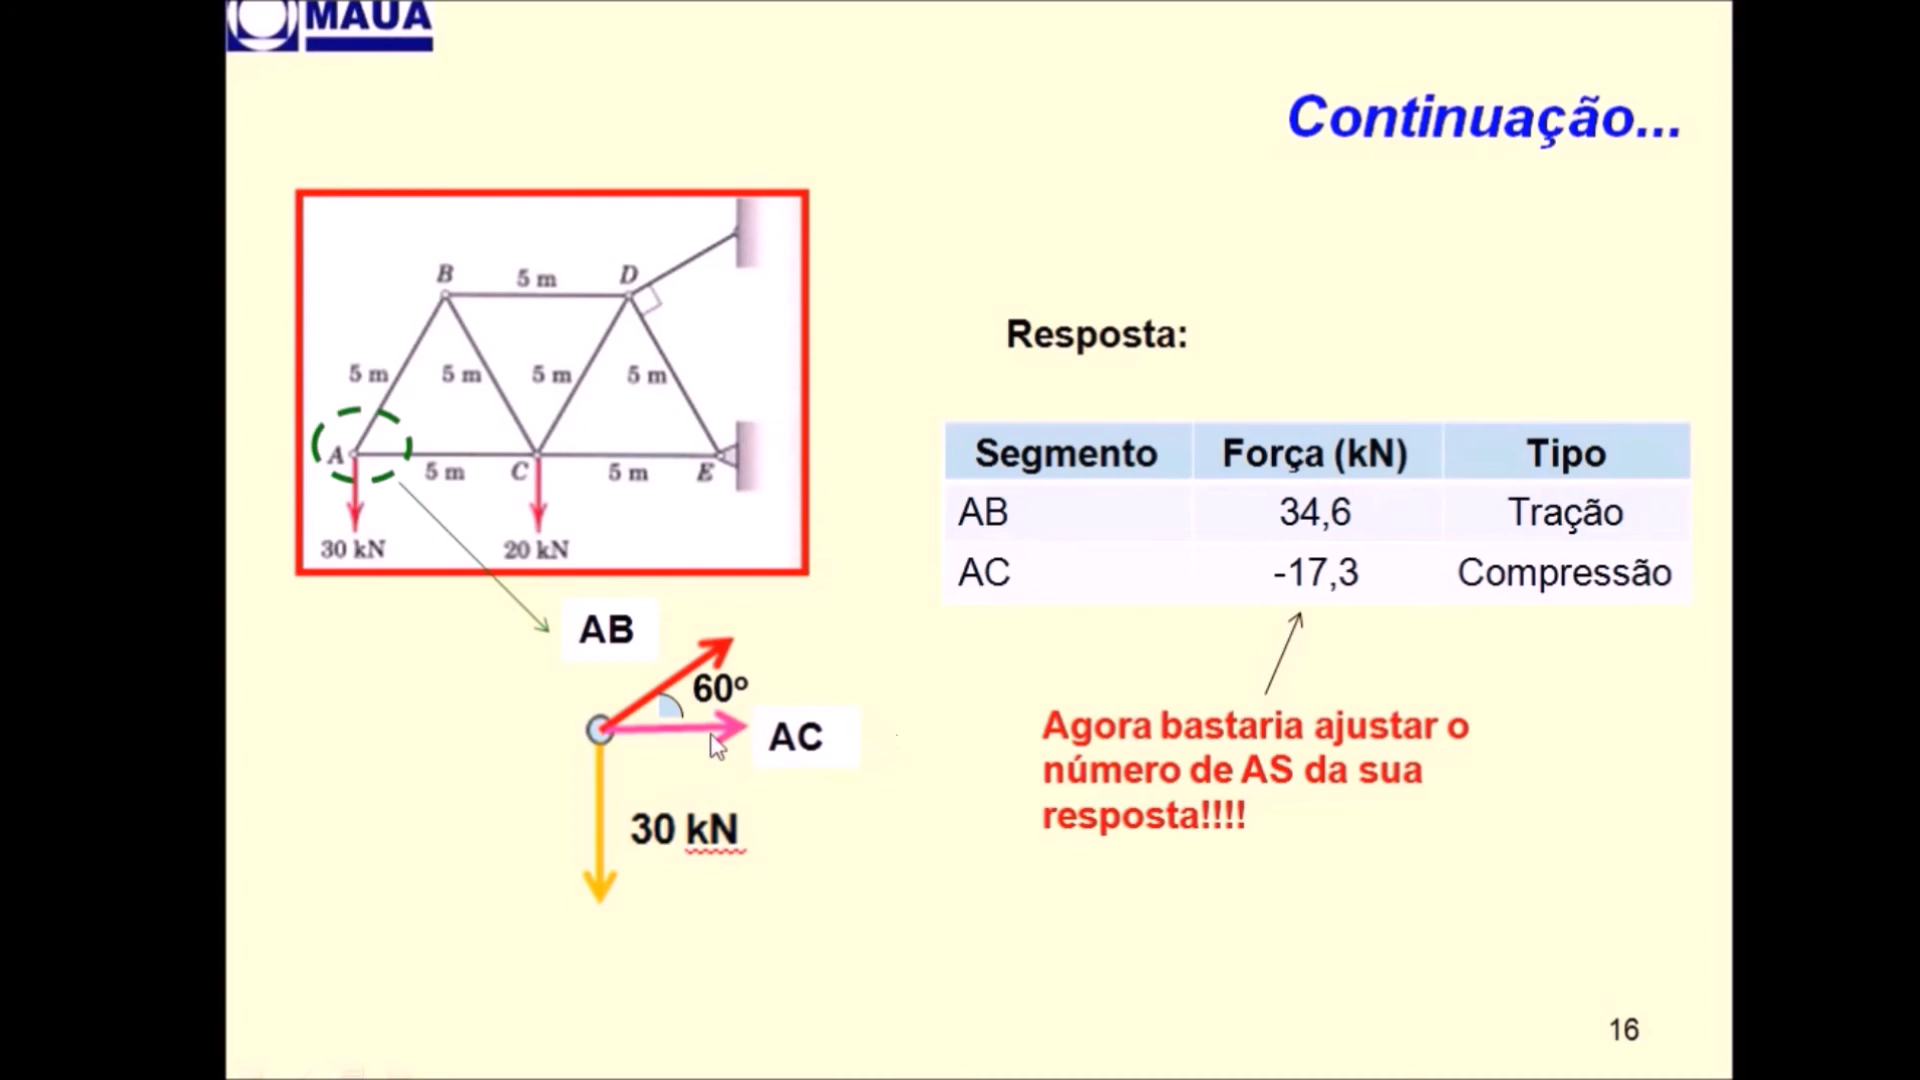 MAUÁ
Continuação...
B
5 m
D
5 m
5 m
5 m
5 m
A
5 m
C
5 m
E
30 kN
20 kN
AB
60º
AC
30 kN
Resposta:
Segmento Força (kN) Tipo
AB 34,6 Tração
AC -17,3 Compressão
Agora bastaria ajustar o
número de AS da sua
resposta!!!!
16